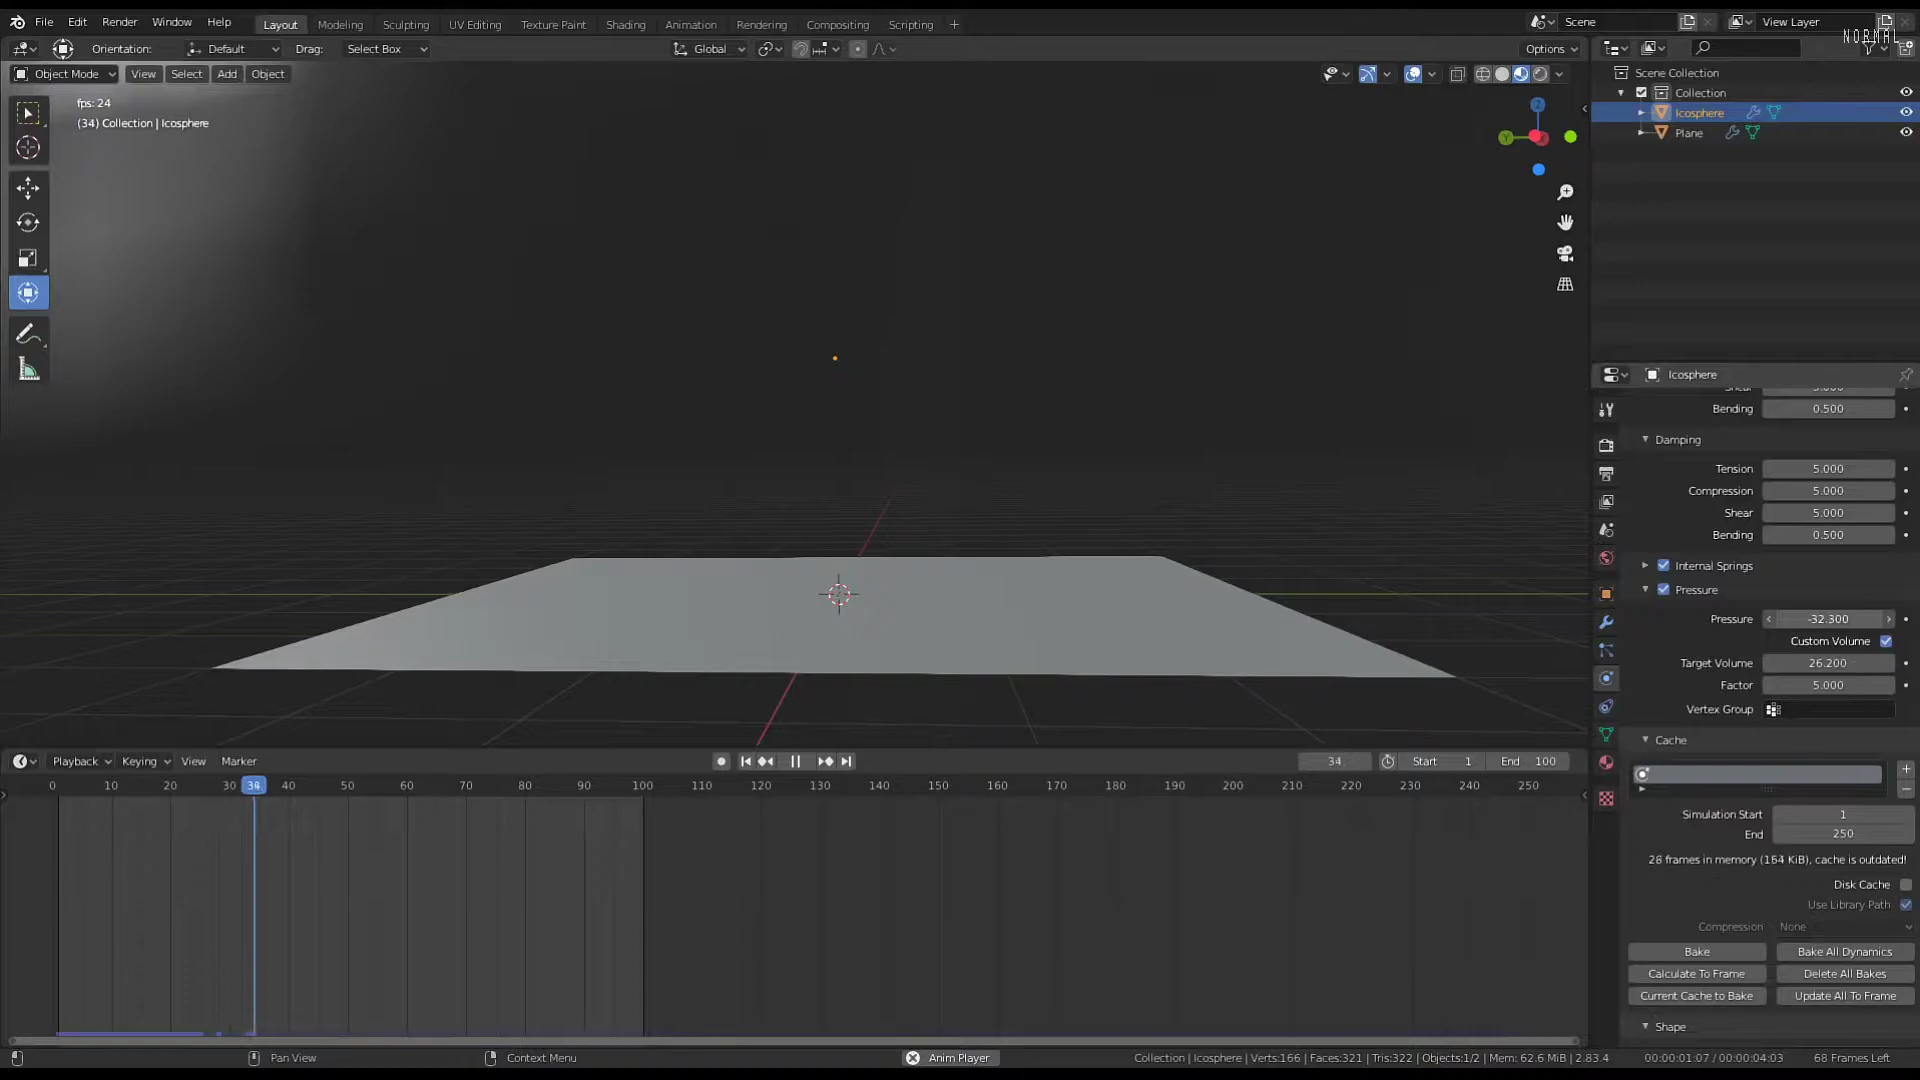 File Edit Render Window Help Layout Modeling Sculpting UV Editing Texture Paint Shading Animation Rendering Compositing Scripting Scene View Layer
NORMAL
Orientation: Default Drag: Select Box Global Options
Object Mode View Select Add Object
fps: 24
(34) Collection | Icosphere
Z
Y
Scene Collection
Collection
Icosphere
Plane
Icosphere
Shear 5.000
Bending 0.500
Damping
Tension 5.000
Compression 5.000
Shear 5.000
Bending 0.500
Internal Springs
Pressure
Pressure -32.300
Custom Volume
Target Volume 26.200
Factor 5.000
Vertex Group
Cache
Simulation Start 1
End 250
28 frames in memory (164 KiB), cache is outdated!
Disk Cache
Use Library Path
Compression None
Bake Bake All Dynamics
Calculate To Frame Delete All Bakes
Current Cache to Bake Update All To Frame
Shape
Playback Keying View Marker 34 Start 1 End 100
0 10 20 30 34 40 50 60 70 80 90 100 110 120 130 140 150 160 170 180 190 200 210 220 230 240 250
Pan View Context Menu Anim Player Collection | Icosphere | Verts:166 | Faces:321 | Tris:322 | Objects:1/2 | Mem: 62.6 MiB | 2.83.4 00:00:01:07 / 00:00:04:03 68 Frames Left